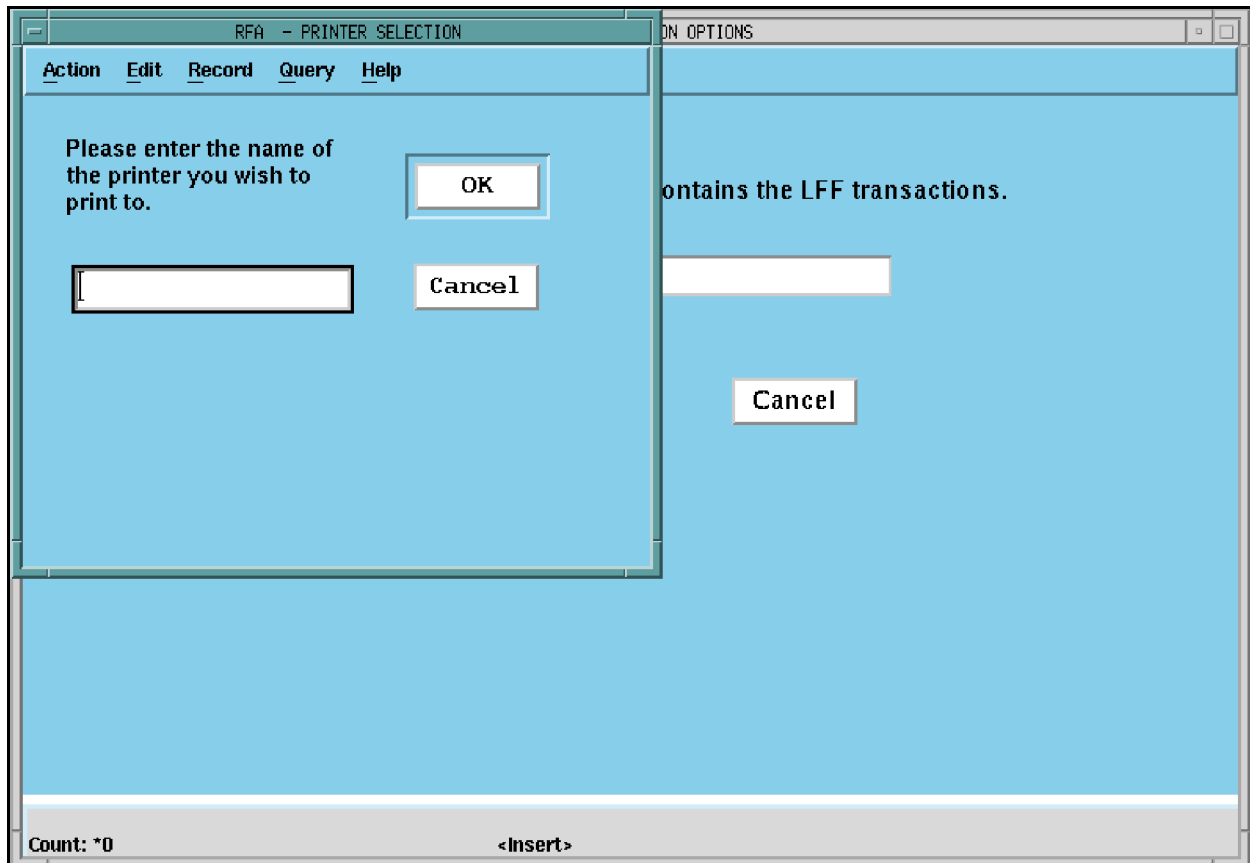 RFA - PRINTER SELECTION
Action Edit Record Query Help
Please enter the name of
the printer you wish to
print to.
OK
Cancel
ON OPTIONS
ontains the LFF transactions.
Cancel
Count: *0 <Insert>